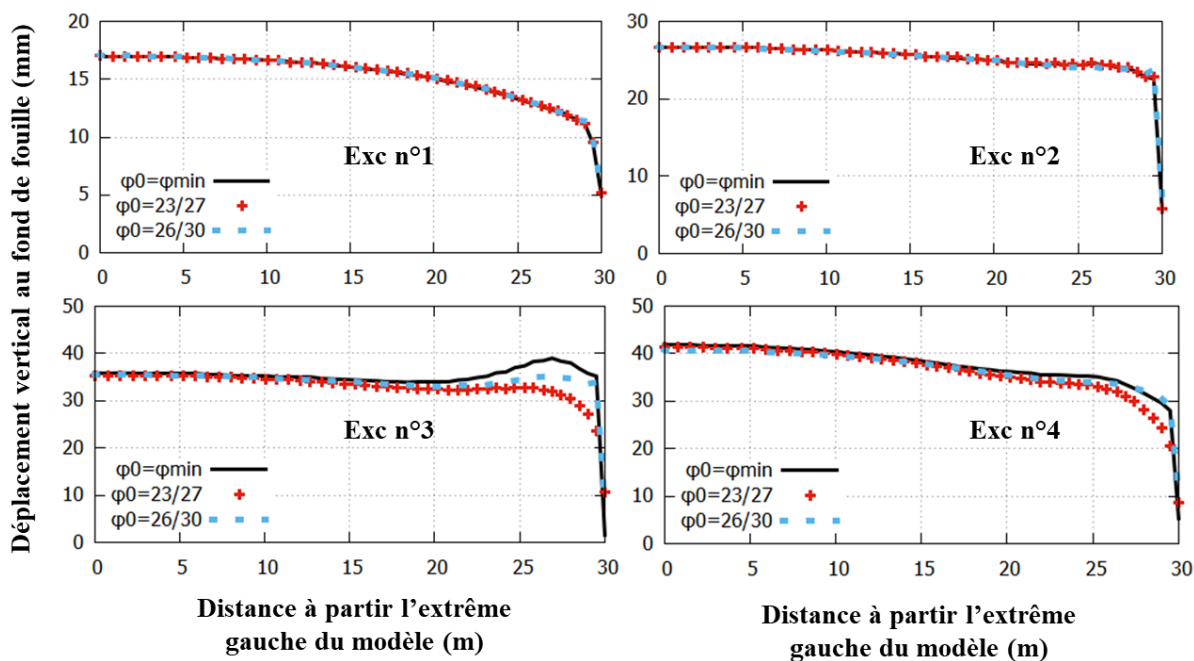 Déplacement vertical au fond de fouille (mm)
20
15
10
5
0
Exc n°1
φ0=φmin
φ0=23/27
φ0=26/30
0 5 10 15 20 25 30
30
20
10
0
Exc n°2
φ0=φmin
φ0=23/27
φ0=26/30
0 5 10 15 20 25 30
50
40
30
20
10
0
Exc n°3
φ0=φmin
φ0=23/27
φ0=26/30
0 5 10 15 20 25 30
50
40
30
20
10
0
Exc n°4
φ0=φmin
φ0=23/27
φ0=26/30
0 5 10 15 20 25 30
Distance à partir l’extrême
gauche du modèle (m)
Distance à partir l’extrême
gauche du modèle (m)